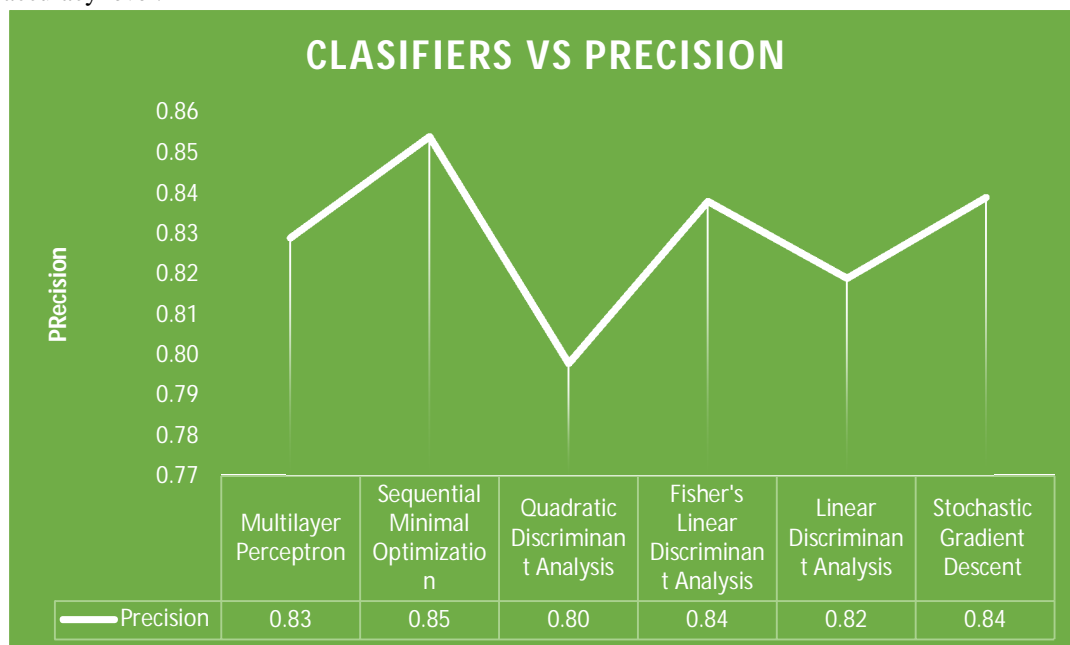 CLASIFIERS VS PRECISION
0.86
0.85
0.84
0.83
0.82
0.81
0.80
0.79
0.78
0.77
PRecision
Multilayer
Perceptron
Sequential
Minimal
Optimizatio
n
Quadratic
Discriminan
t Analysis
Fisher's
Linear
Discriminan
t Analysis
Linear
Discriminan
t Analysis
Stochastic
Gradient
Descent
Precision 0.83 0.85 0.80 0.84 0.82 0.84